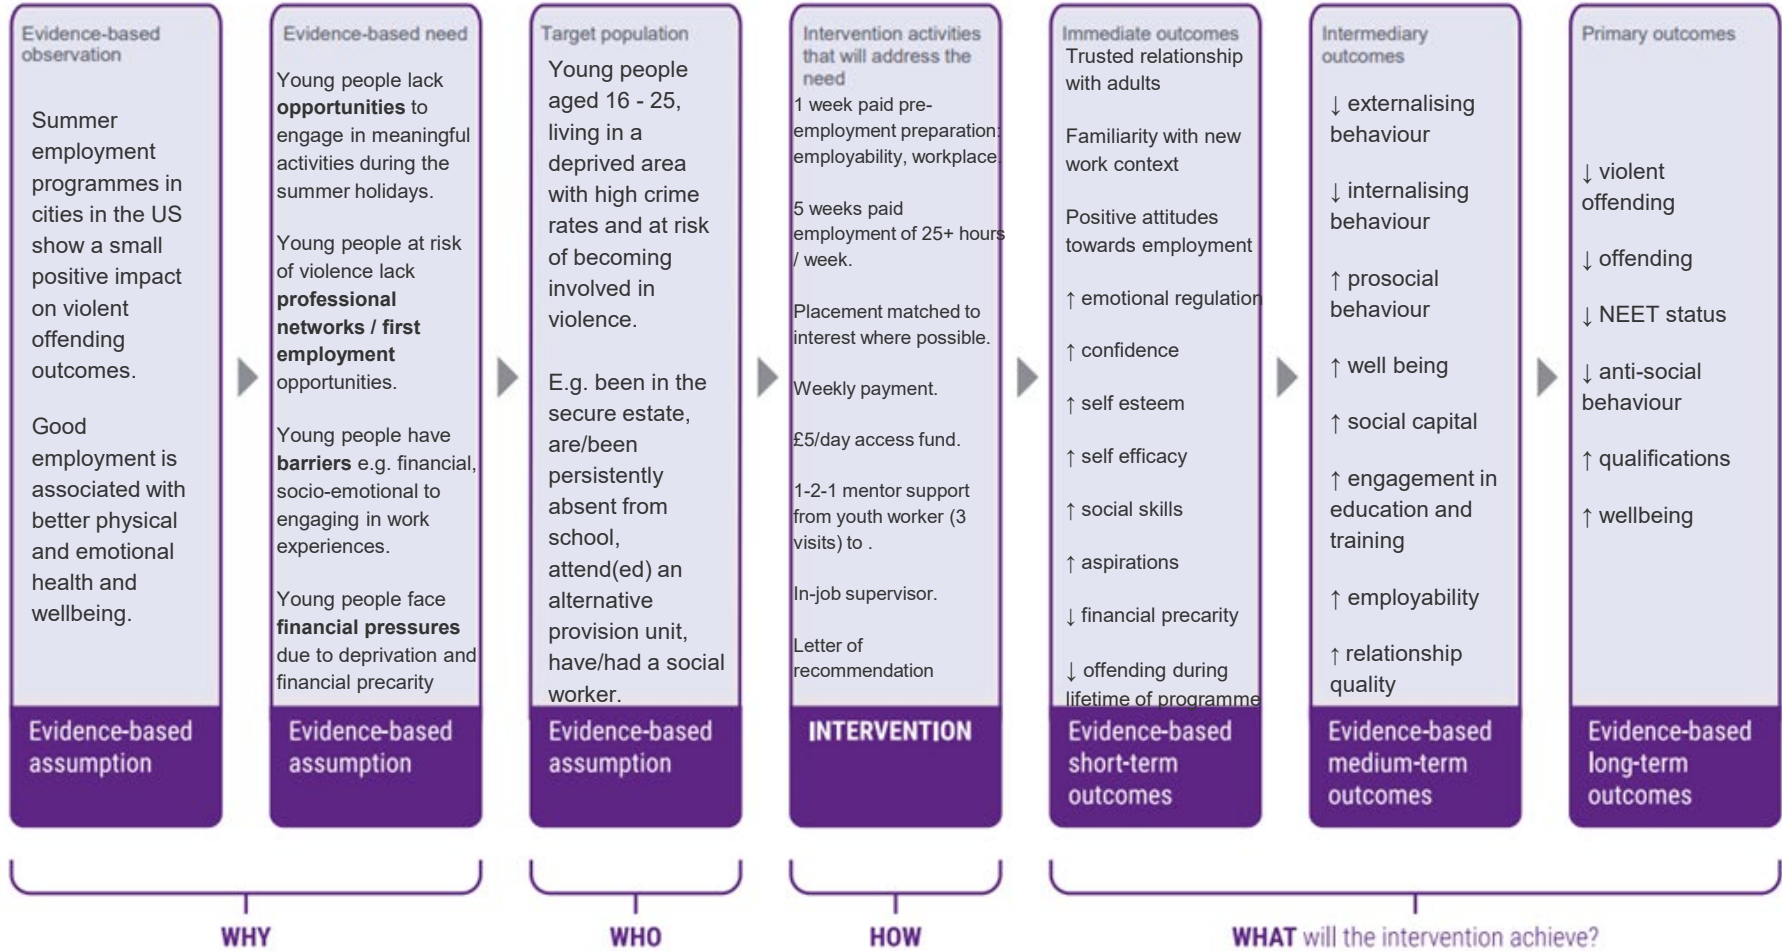 Evidence-based
observation
Summer
employment
programmes in
cities in the US
show a small
positive impact
on violent
offending
outcomes.
Good
employment is
associated with
better physical
and emotional
health and
wellbeing.
Evidence-based
assumption
Evidence-based need
Young people lack
opportunities to
engage in meaningful
activities during the
summer holidays.
Young people at risk
of violence lack
professional
networks / first
employment
opportunities.
Young people have
barriers e.g. financial,
socio-emotional to
engaging in work
experiences.
Young people face
financial pressures
due to deprivation and
financial precarity
Evidence-based
assumption
Target population
Young people
aged 16 - 25,
living in a
deprived area
with high crime
rates and at risk
of becoming
involved in
violence.
E.g. been in the
secure estate,
are/been
persistently
absent from
school,
attend(ed) an
alternative
provision unit,
have/had a social
worker.
Evidence-based
assumption
Intervention activities
that will address the
need
1 week paid pre-
employment preparation:
employability, workplace.
5 weeks paid
employment of 25+ hours
/ week.
Placement matched to
interest where possible.
Weekly payment.
£5/day access fund.
1-2-1 mentor support
from youth worker (3
visits) to .
In-job supervisor.
Letter of
recommendation
INTERVENTION
Immediate outcomes
Trusted relationship
with adults
Familiarity with new
work context
Positive attitudes
towards employment
↑ emotional regulation
↑ confidence
↑ self esteem
↑ self efficacy
↑ social skills
↑ aspirations
↓ financial precarity
↓ offending during
lifetime of programme
Evidence-based
short-term
outcomes
Intermediary
outcomes
↓ externalising
behaviour
↓ internalising
behaviour
↑ prosocial
behaviour
↑ well being
↑ social capital
↑ engagement in
education and
training
↑ employability
↑ relationship
quality
Evidence-based
medium-term
outcomes
Primary outcomes
↓ violent
offending
↓ offending
↓ NEET status
↓ anti-social
behaviour
↑ qualifications
↑ wellbeing
Evidence-based
long-term
outcomes
WHY
WHO
HOW
WHAT will the intervention achieve?